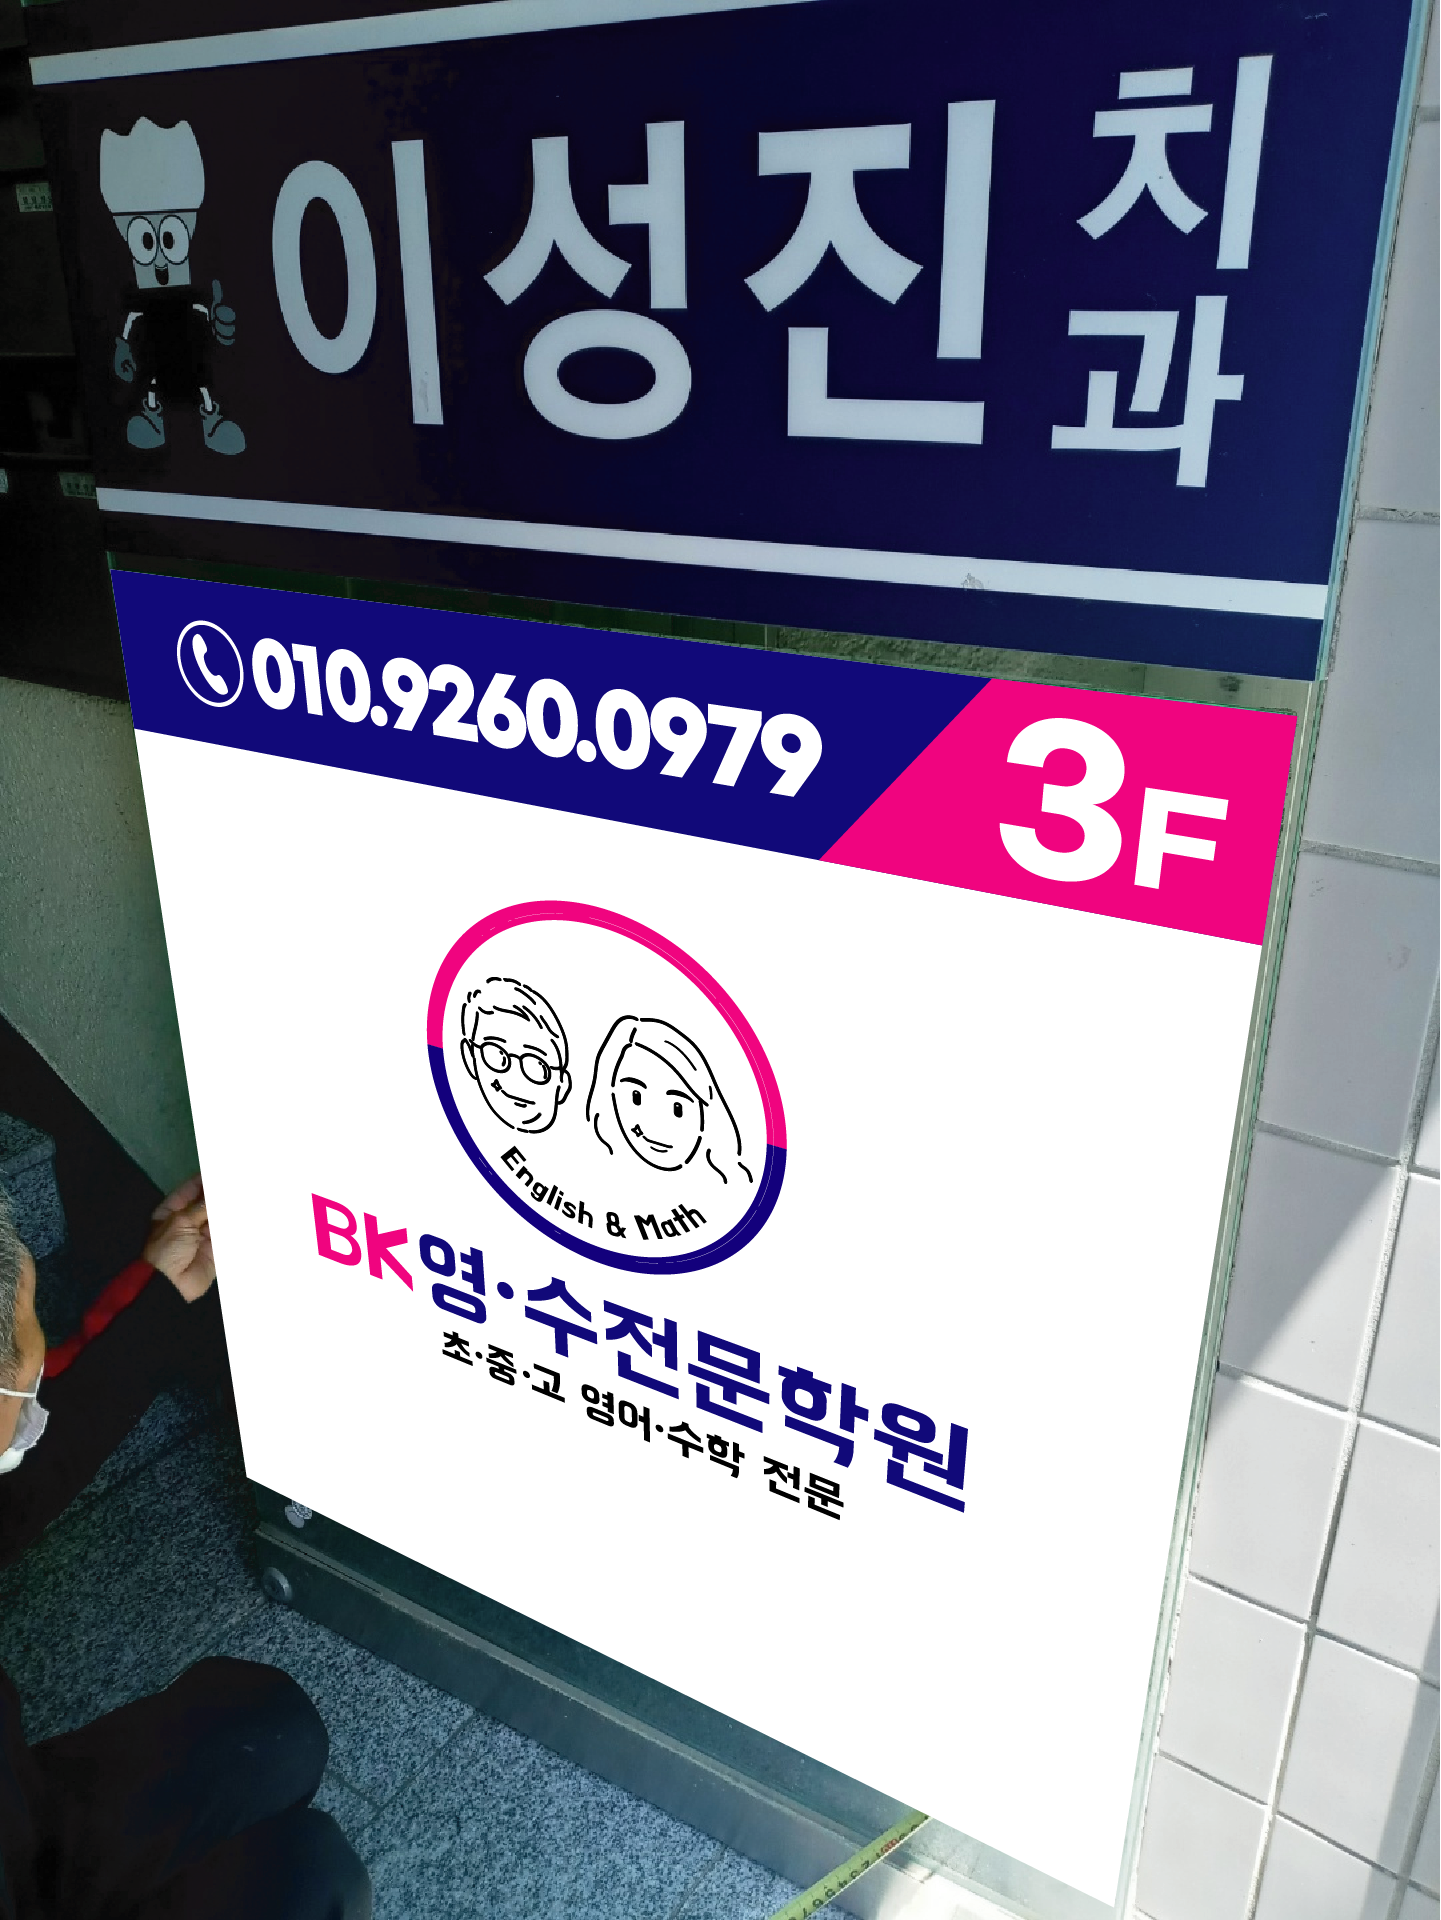 이성진 치과
010.9260.0979
3F
English & Math
BK영·수전문학원
초·중·고 영어·수학 전문